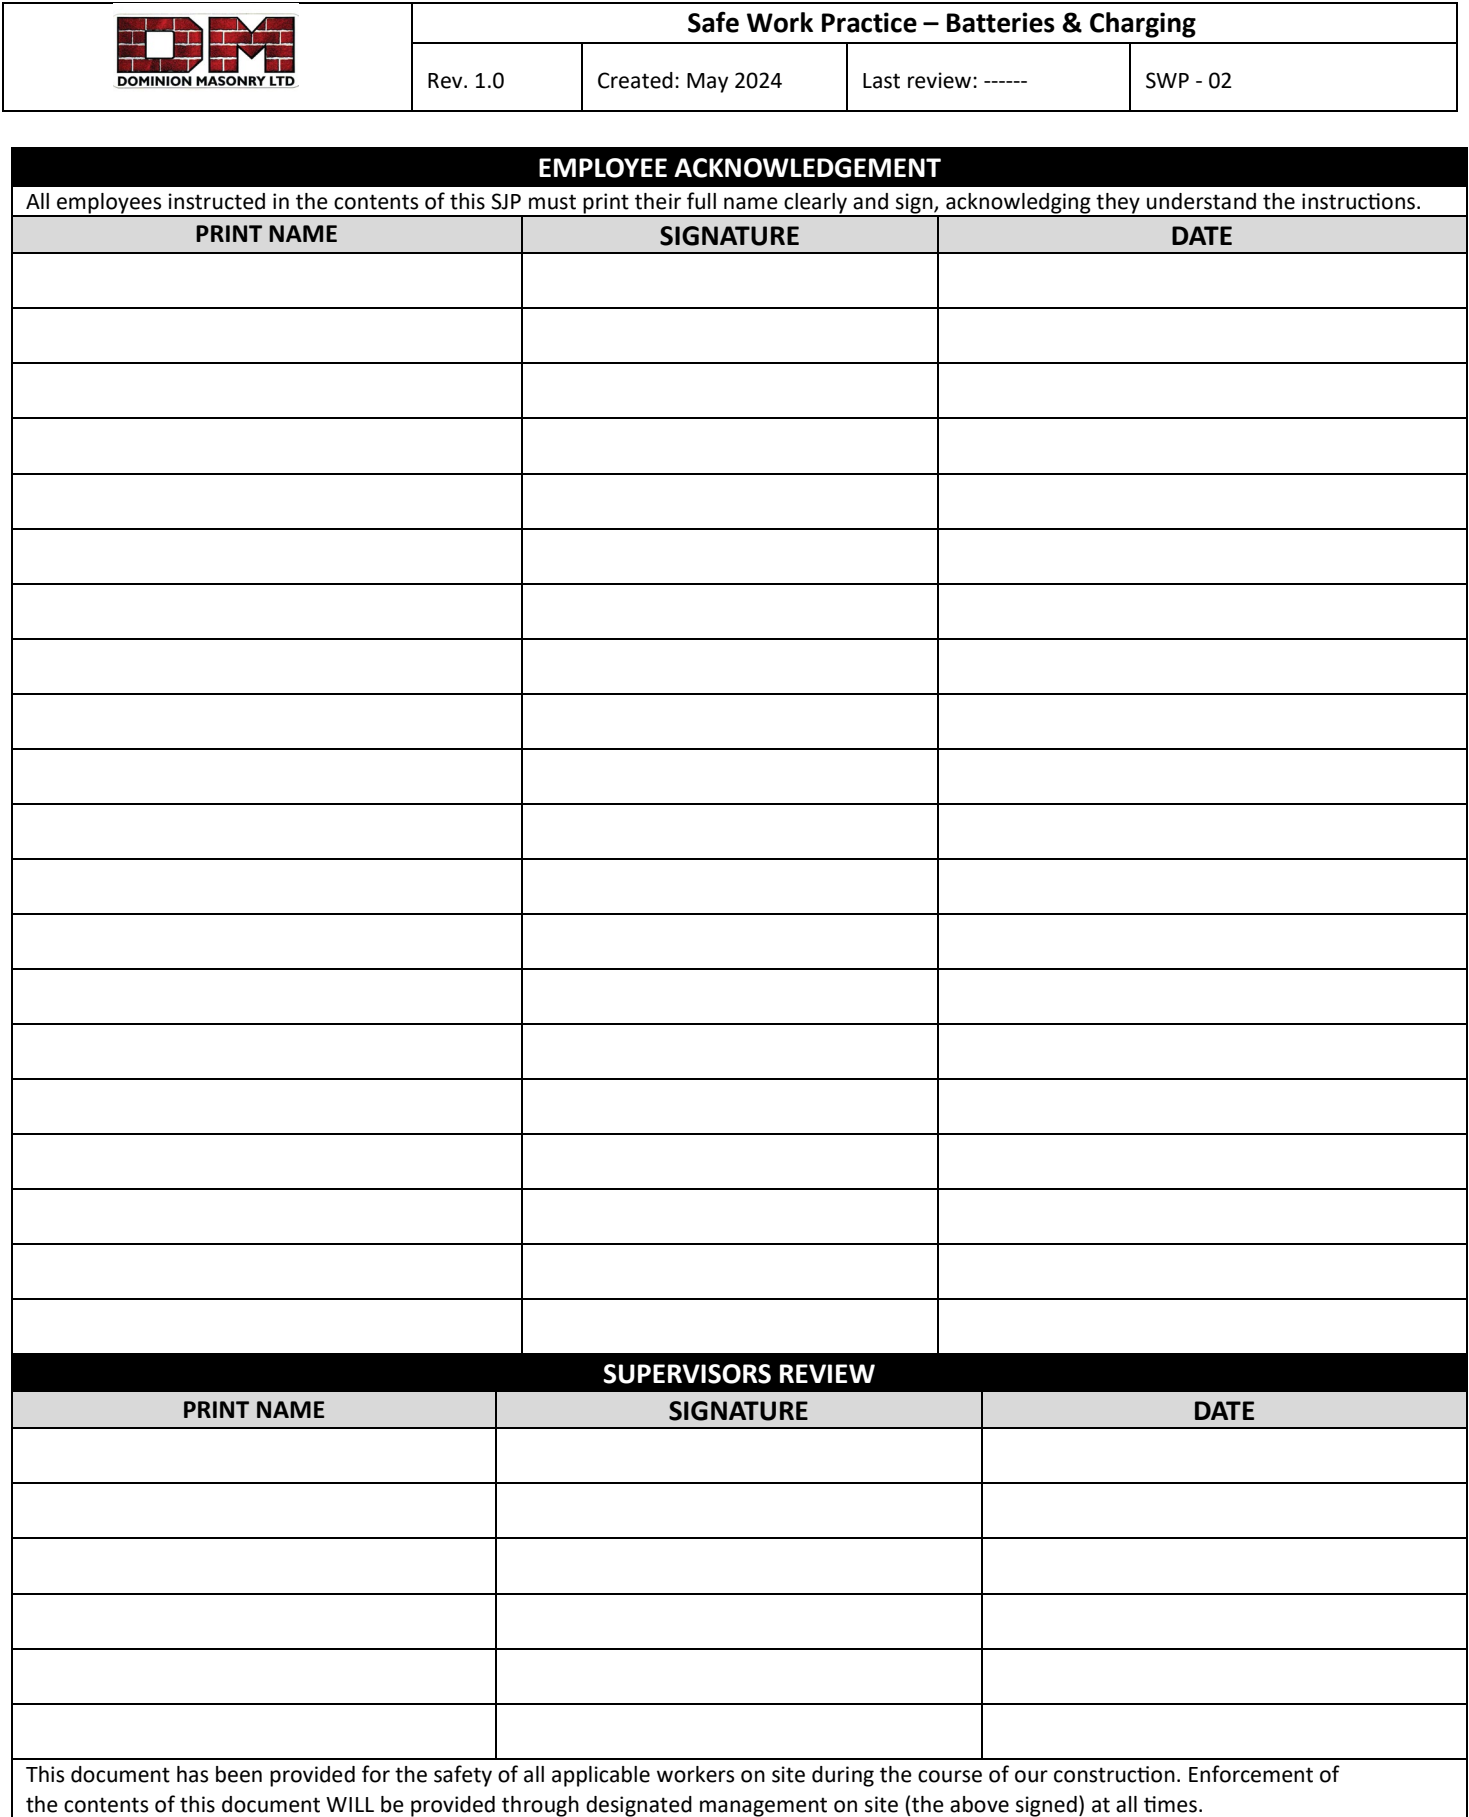 DM
DOMINION MASONRY LTD
Safe Work Practice – Batteries & Charging
Rev. 1.0
Created: May 2024
Last review: ------
SWP - 02
EMPLOYEE ACKNOWLEDGEMENT
All employees instructed in the contents of this SJP must print their full name clearly and sign, acknowledging they understand the instructions.
PRINT NAME
SIGNATURE
DATE
SUPERVISORS REVIEW
PRINT NAME
SIGNATURE
DATE
This document has been provided for the safety of all applicable workers on site during the course of our construction. Enforcement of
the contents of this document WILL be provided through designated management on site (the above signed) at all times.